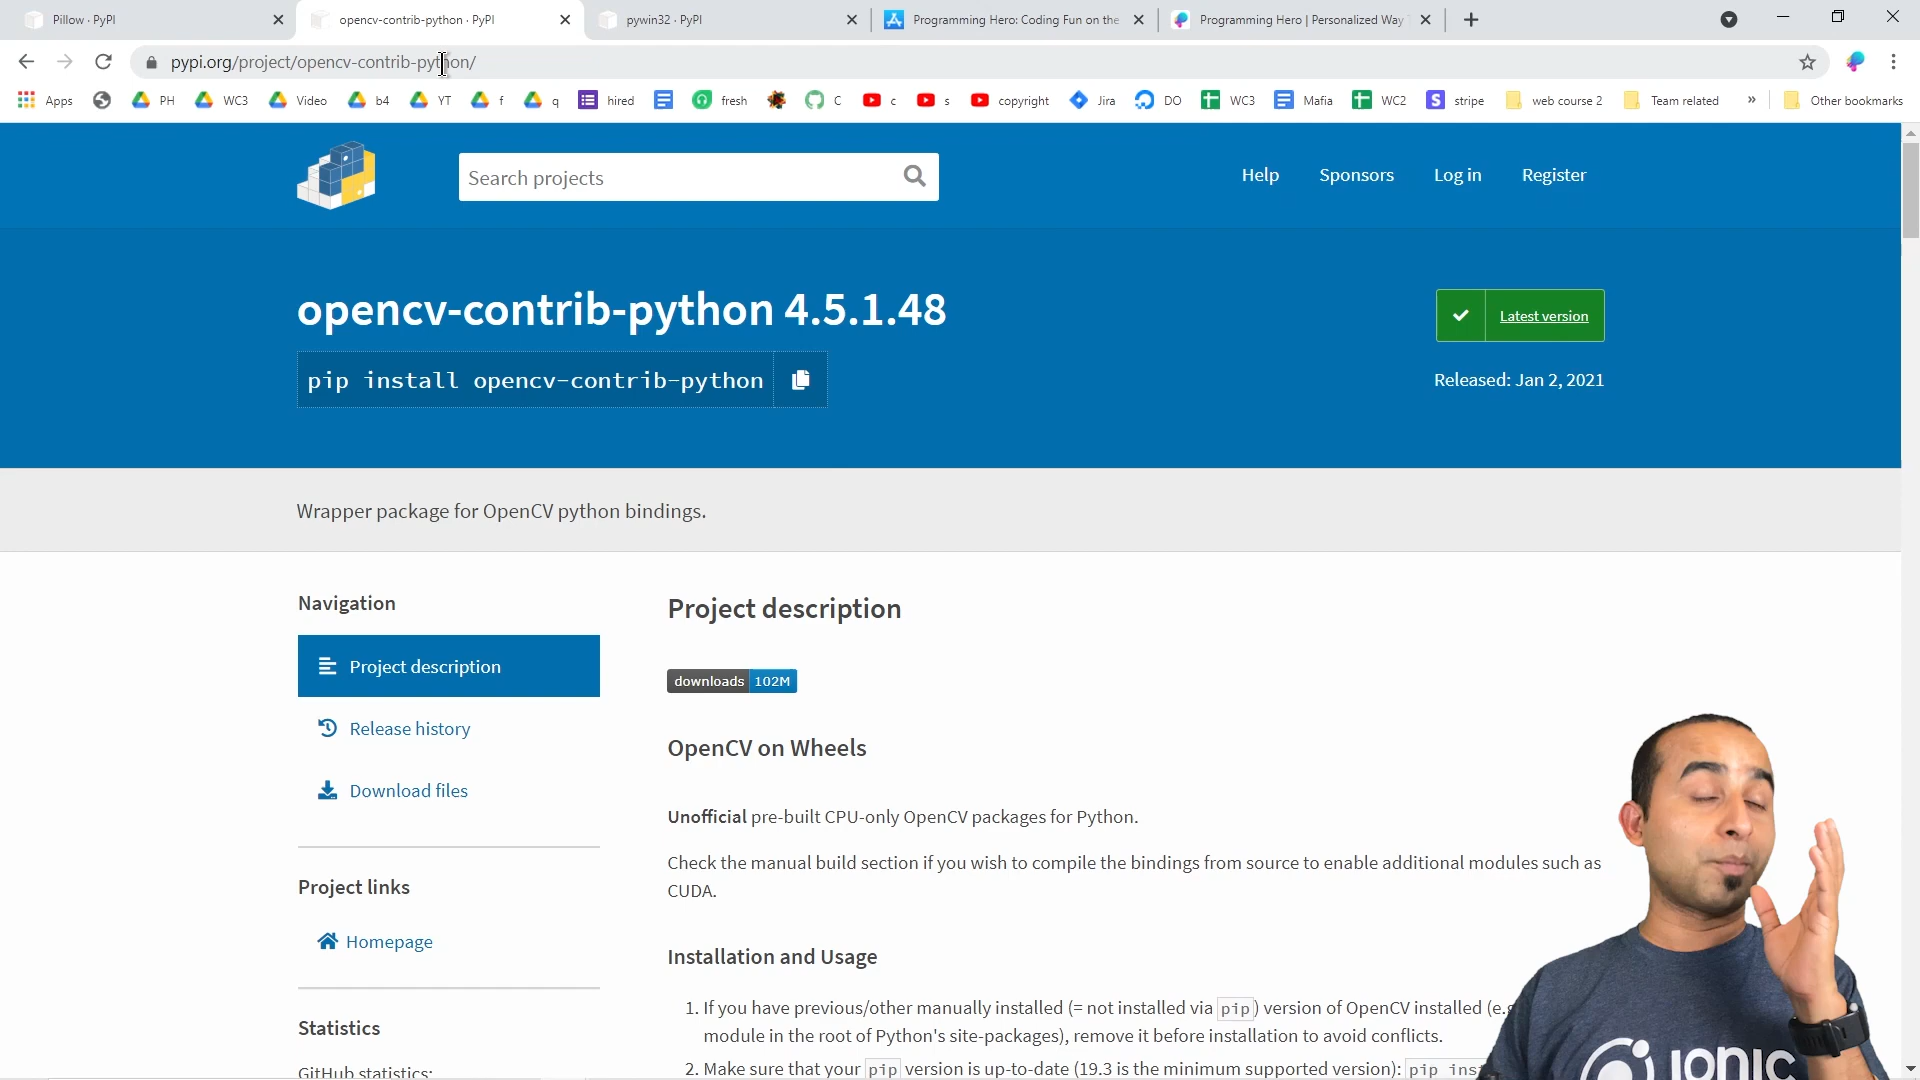 Pillow · PyPI
opencv-contrib-python · PyPI
pywin32 · PyPI
Programming Hero: Coding Fun on the
Programming Hero | Personalized Way
pypi.org/project/opencv-contrib-python/
Apps
PH
WC3
Video
b4
YT
f
q
hired
fresh
C
c
s
copyright
Jira
DO
WC3
Mafia
WC2
stripe
web course 2
Team related
»
Other bookmarks
Search projects
Help
Sponsors
Log in
Register
opencv-contrib-python 4.5.1.48
Latest version
pip install opencv-contrib-python
Released: Jan 2, 2021
Wrapper package for OpenCV python bindings.
Navigation
Project description
Release history
Download files
Project links
Homepage
Statistics
GitHub statistics:
Project description
downloads 102M
OpenCV on Wheels
Unofficial pre-built CPU-only OpenCV packages for Python.
Check the manual build section if you wish to compile the bindings from source to enable additional modules such as
CUDA.
Installation and Usage
1. If you have previous/other manually installed (= not installed via pip) version of OpenCV installed (e.g
module in the root of Python's site-packages), remove it before installation to avoid conflicts.
2. Make sure that your pip version is up-to-date (19.3 is the minimum supported version): pip inst
ionic